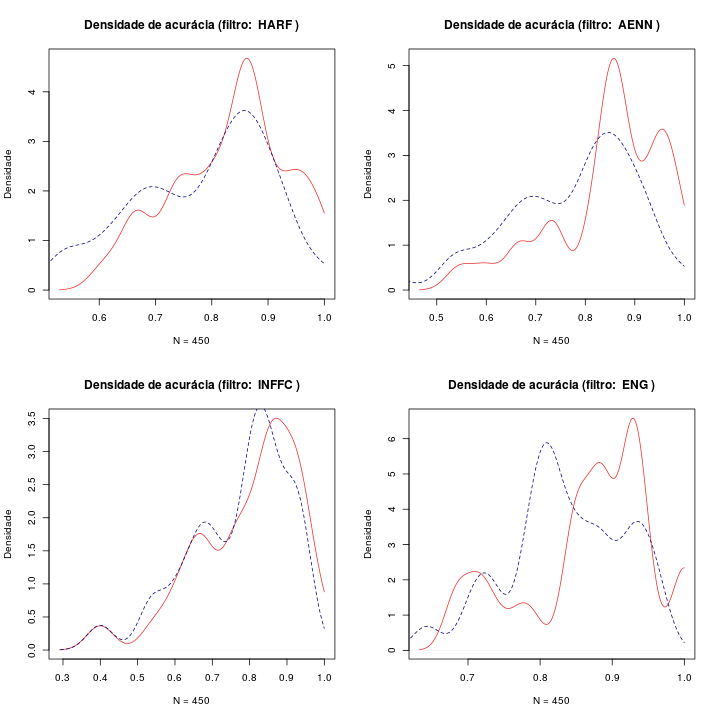 Densidade de acurácia (filtro:  HARF )
Densidade
4
3
2
1
0
0.6 0.7 0.8 0.9 1.0
N = 450
Densidade de acurácia (filtro:  AENN )
Densidade
5
4
3
2
1
0
0.5 0.6 0.7 0.8 0.9 1.0
N = 450
Densidade de acurácia (filtro:  INFFC )
Densidade
3.5
3.0
2.5
2.0
1.5
1.0
0.5
0.0
0.3 0.4 0.5 0.6 0.7 0.8 0.9 1.0
N = 450
Densidade de acurácia (filtro:  ENG )
Densidade
6
5
4
3
2
1
0
0.7 0.8 0.9 1.0
N = 450